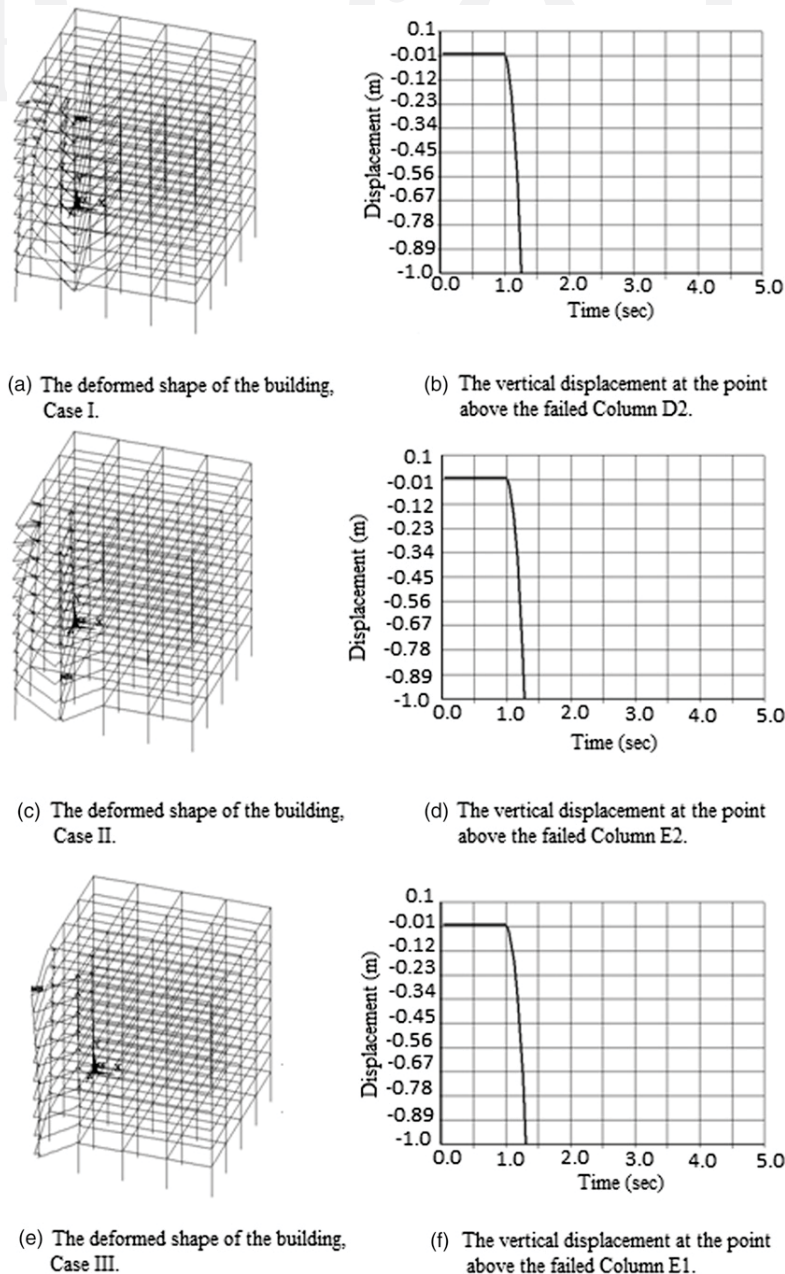 0.1
-0.01
-0.12
-0.23
-0.34
-0.45
-0.56
-0.67
-0.78
-0.89
-1.0
Displacement (m)
0.0 1.0 2.0 3.0 4.0 5.0
Time (sec)
(a) The deformed shape of the building,
Case I.
(b) The vertical displacement at the point
above the failed Column D2.
0.1
-0.01
-0.12
-0.23
-0.34
-0.45
-0.56
-0.67
-0.78
-0.89
-1.0
Displacement (m)
0.0 1.0 2.0 3.0 4.0 5.0
Time (sec)
(c) The deformed shape of the building,
Case II.
(d) The vertical displacement at the point
above the failed Column E2.
0.1
-0.01
-0.12
-0.23
-0.34
-0.45
-0.56
-0.67
-0.78
-0.89
-1.0
Displacement (m)
0.0 1.0 2.0 3.0 4.0 5.0
Time (sec)
(e) The deformed shape of the building,
Case III.
(f) The vertical displacement at the point
above the failed Column E1.